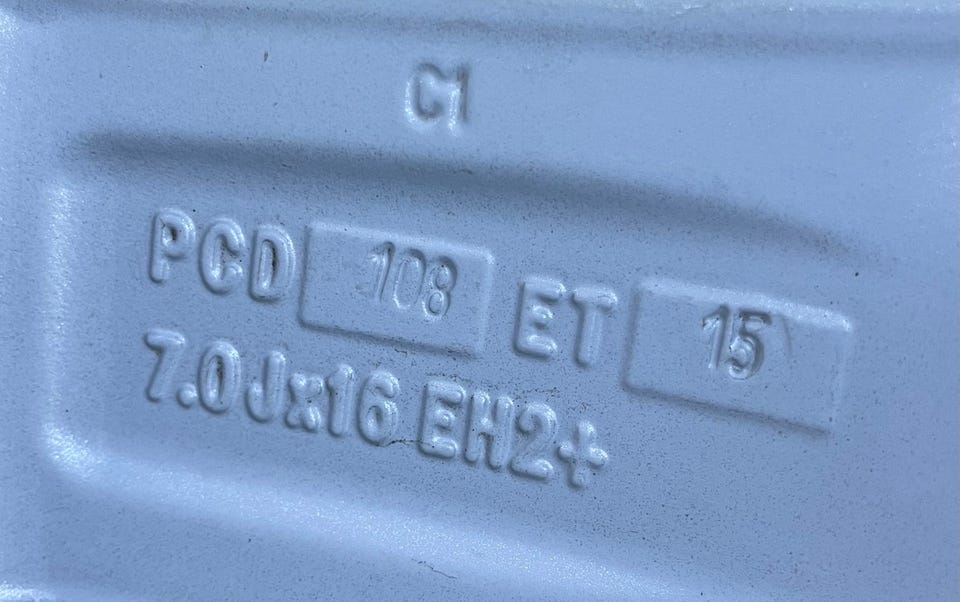 C1
PCD 108 ET 15
7.0Jx16 EH2+